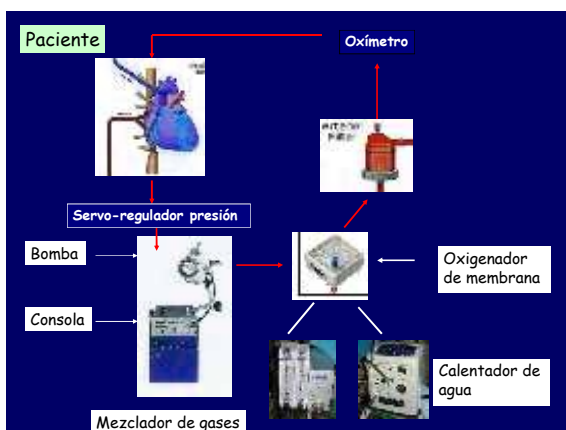 Paciente
Oxímetro
Servo-regulador presión
Bomba
Oxigenador
de membrana
Consola
Calentador de
agua
Mezclador de gases